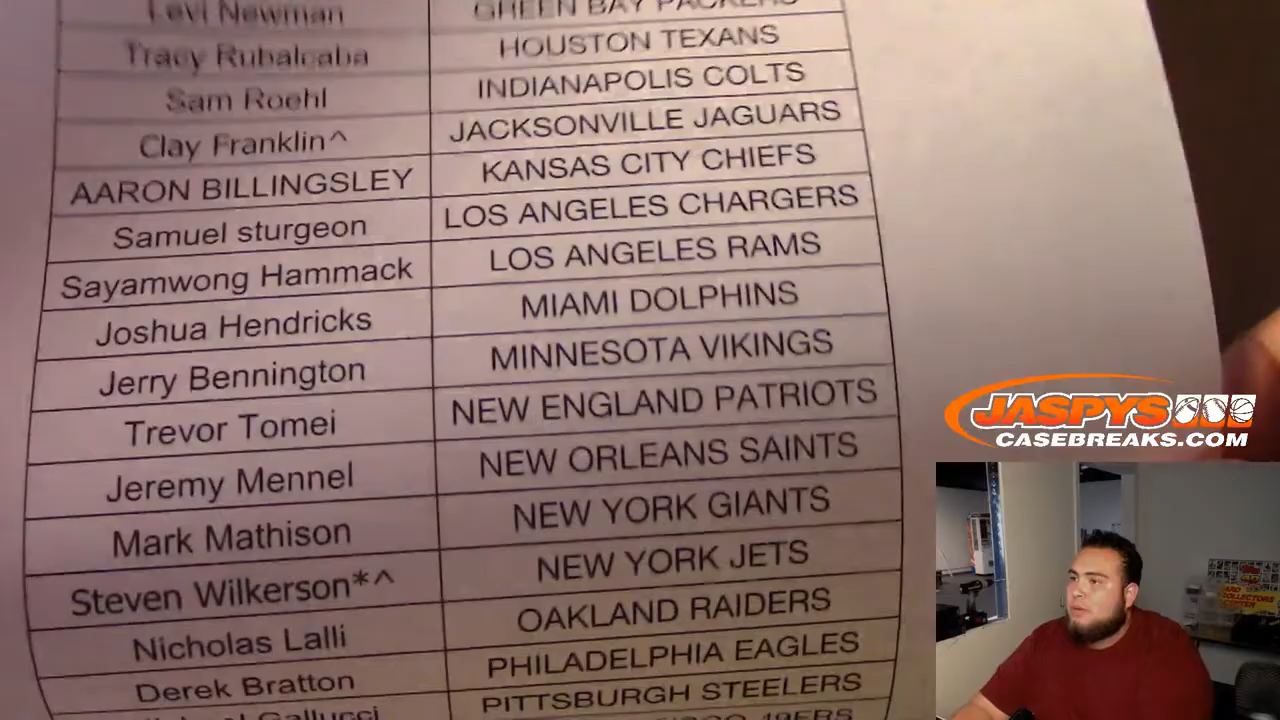 Levi Newman GREEN BAY PACKERS
Tracy Rubalcaba HOUSTON TEXANS
Sam Roehl INDIANAPOLIS COLTS
Clay Franklin^ JACKSONVILLE JAGUARS
AARON BILLINGSLEY KANSAS CITY CHIEFS
Samuel sturgeon LOS ANGELES CHARGERS
Sayamwong Hammack LOS ANGELES RAMS
Joshua Hendricks MIAMI DOLPHINS
Jerry Bennington MINNESOTA VIKINGS
Trevor Tomei NEW ENGLAND PATRIOTS
Jeremy Mennel NEW ORLEANS SAINTS
Mark Mathison NEW YORK GIANTS
Steven Wilkerson*^ NEW YORK JETS
Nicholas Lalli OAKLAND RAIDERS
Derek Bratton PHILADELPHIA EAGLES
Gallucci PITTSBURGH STEELERS
49ERS
JASPYS
CASEBREAKS.COM